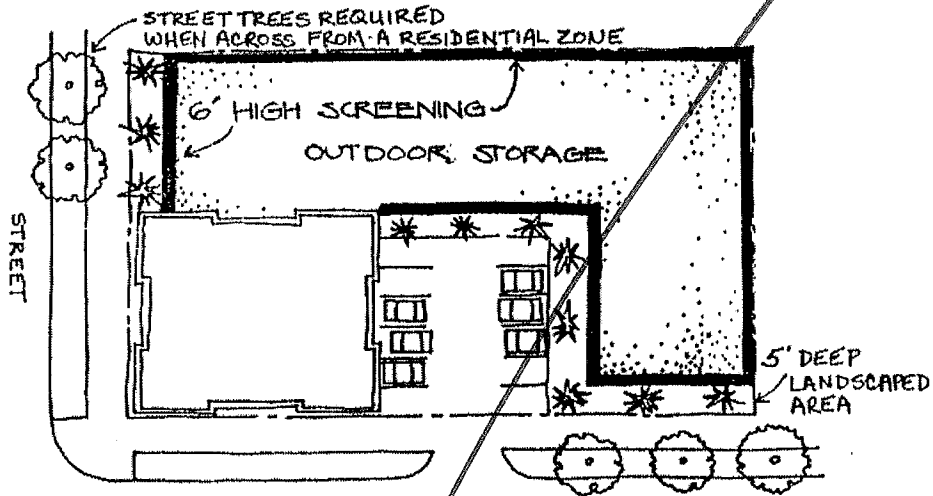 STREET TREES REQUIRED
WHEN ACROSS FROM A RESIDENTIAL ZONE
6' HIGH SCREENING
OUTDOOR STORAGE
STREET
5' DEEP
LANDSCAPED
AREA